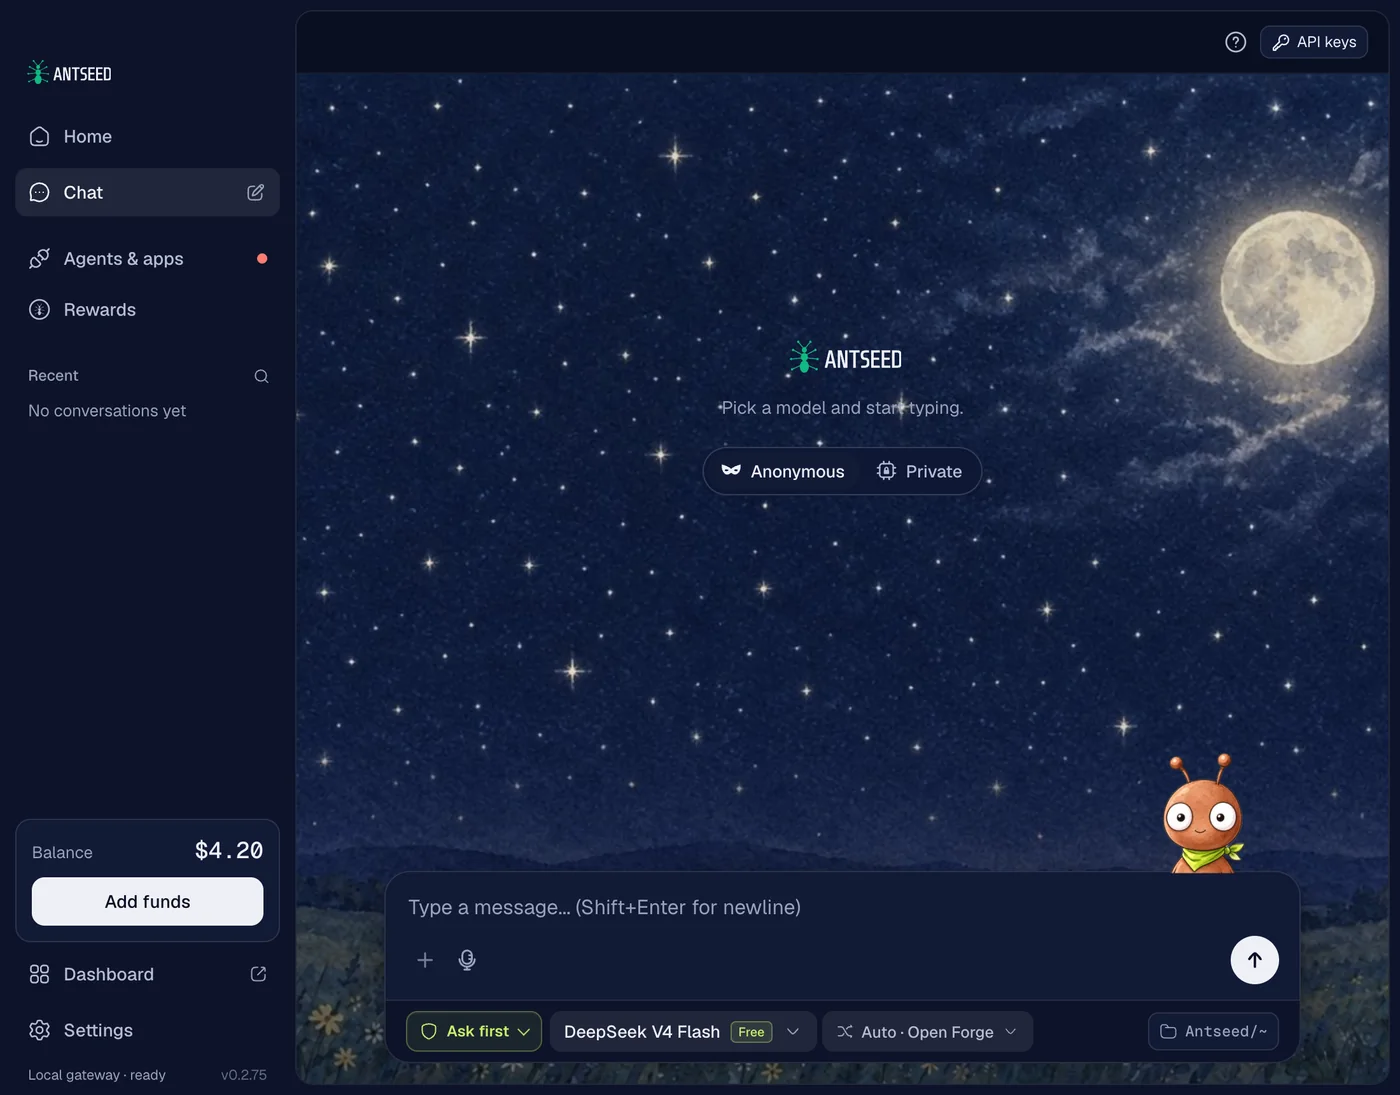 ANTSEED
Home
Chat
Agents & apps
Rewards
Recent
No conversations yet
Balance
$4.20
Add funds
Dashboard
Settings
Local gateway · ready
v0.2.75
API keys
ANTSEED
Pick a model and start typing.
Anonymous
Private
Type a message... (Shift+Enter for newline)
Ask first
DeepSeek V4 Flash
Free
Auto · Open Forge
Antseed/~